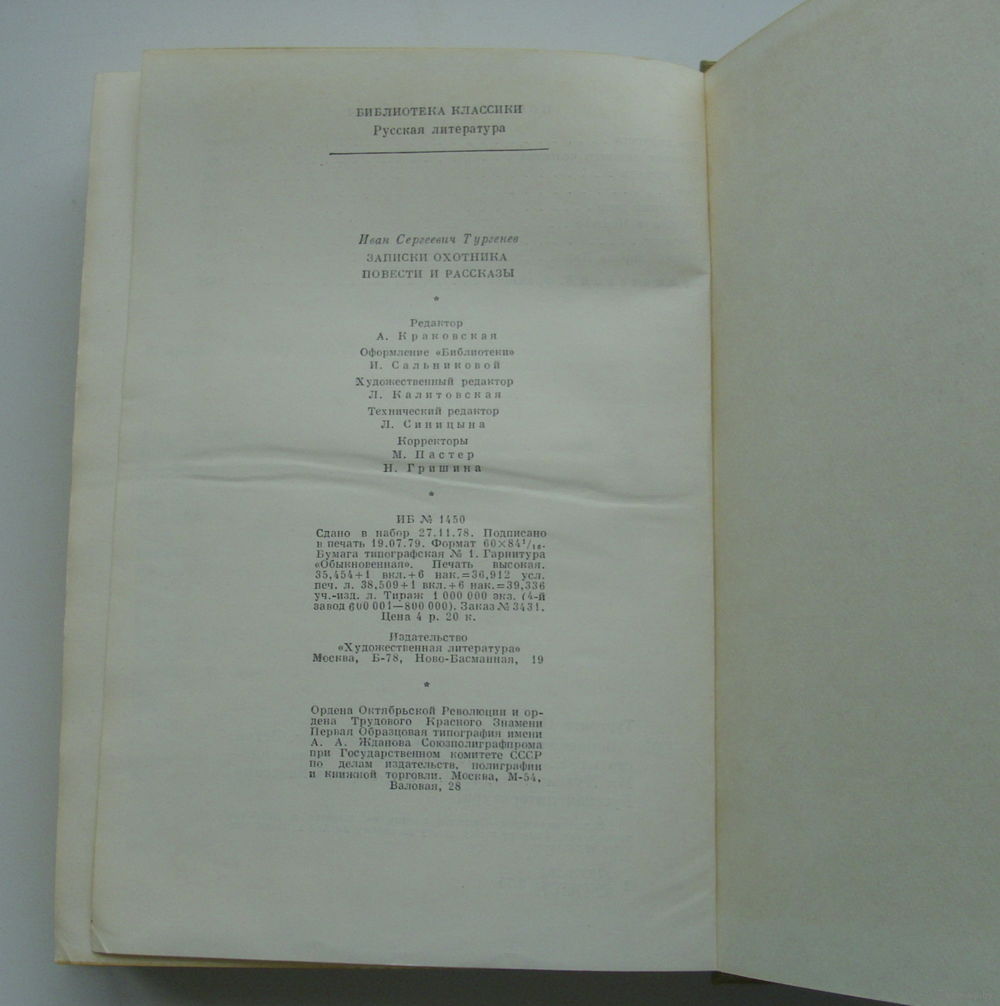 БИБЛИОТЕКА КЛАССИКИ
Русская литература
Иван Сергеевич Тургенев
ЗАПИСКИ ОХОТНИКА
ПОВЕСТИ И РАССКАЗЫ
*
Редактор
А. Краковская
Оформление «Библиотеки»
И. Сальниковой
Художественный редактор
Л. Калитовская
Технический редактор
Л. Синицына
Корректоры
М. Пастер
Н. Гришина
*
ИБ № 1450
Сдано в набор 27.11.78. Подписано
в печать 19.07.79. Формат 60×84¹/₁₆.
Бумага типографская № 1. Гарнитура
«Обыкновенная». Печать высокая.
35,454+1 вкл.+6 нак.=36,912 усл.
печ. л. 38,509+1 вкл.+6 нак.=39,336
уч.-изд. л. Тираж 1 000 000 экз. (4-й
завод 600 001—800 000). Заказ № 3431.
Цена 4 р. 20 к.
Издательство
«Художественная литература»
Москва, Б-78, Ново-Басманная, 19
*
Ордена Октябрьской Революции и ор-
дена Трудового Красного Знамени
Первая Образцовая типография имени
А. А. Жданова Союзполиграфпрома
при Государственном комитете СССР
по делам издательств, полиграфии
и книжной торговли. Москва, М-54,
Валовая, 28